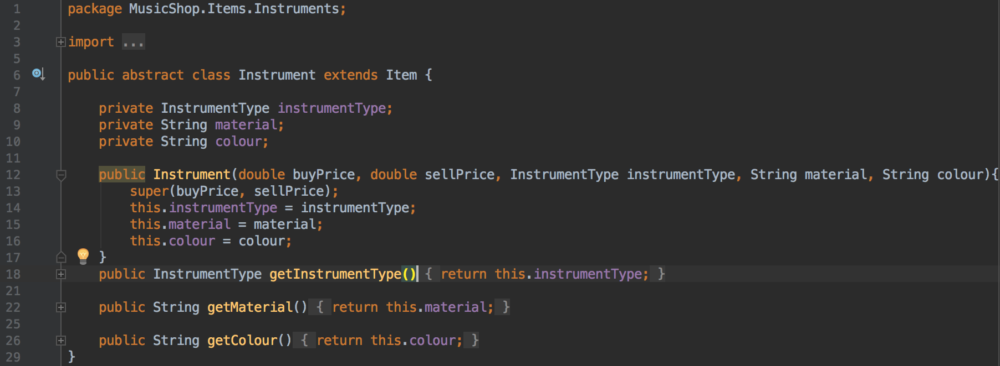 1 package MusicShop.Items.Instruments;
2
3 import ...
5
6 public abstract class Instrument extends Item {
7
8 private InstrumentType instrumentType;
9 private String material;
10 private String colour;
11
12 public Instrument(double buyPrice, double sellPrice, InstrumentType instrumentType, String material, String colour){
13 super(buyPrice, sellPrice);
14 this.instrumentType = instrumentType;
15 this.material = material;
16 this.colour = colour;
17 }
18 public InstrumentType getInstrumentType() { return this.instrumentType; }
21
22 public String getMaterial() { return this.material; }
25
26 public String getColour() { return this.colour; }
29 }